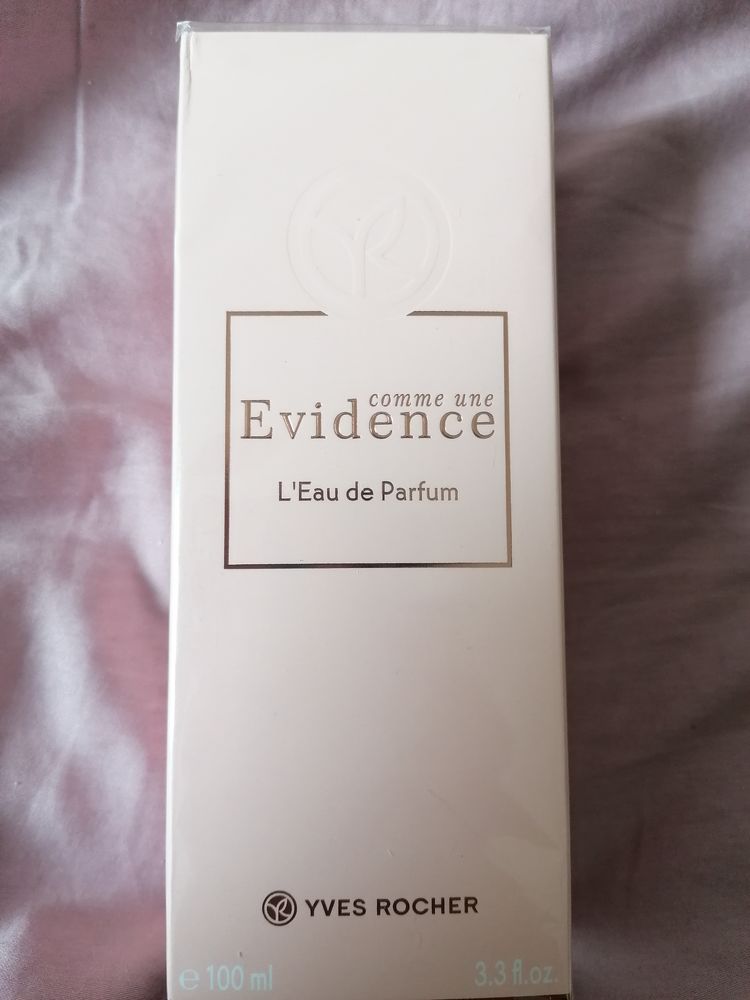 comme une
Evidence
L'Eau de Parfum
YVES ROCHER
e 100 ml 3.3 fl.oz.